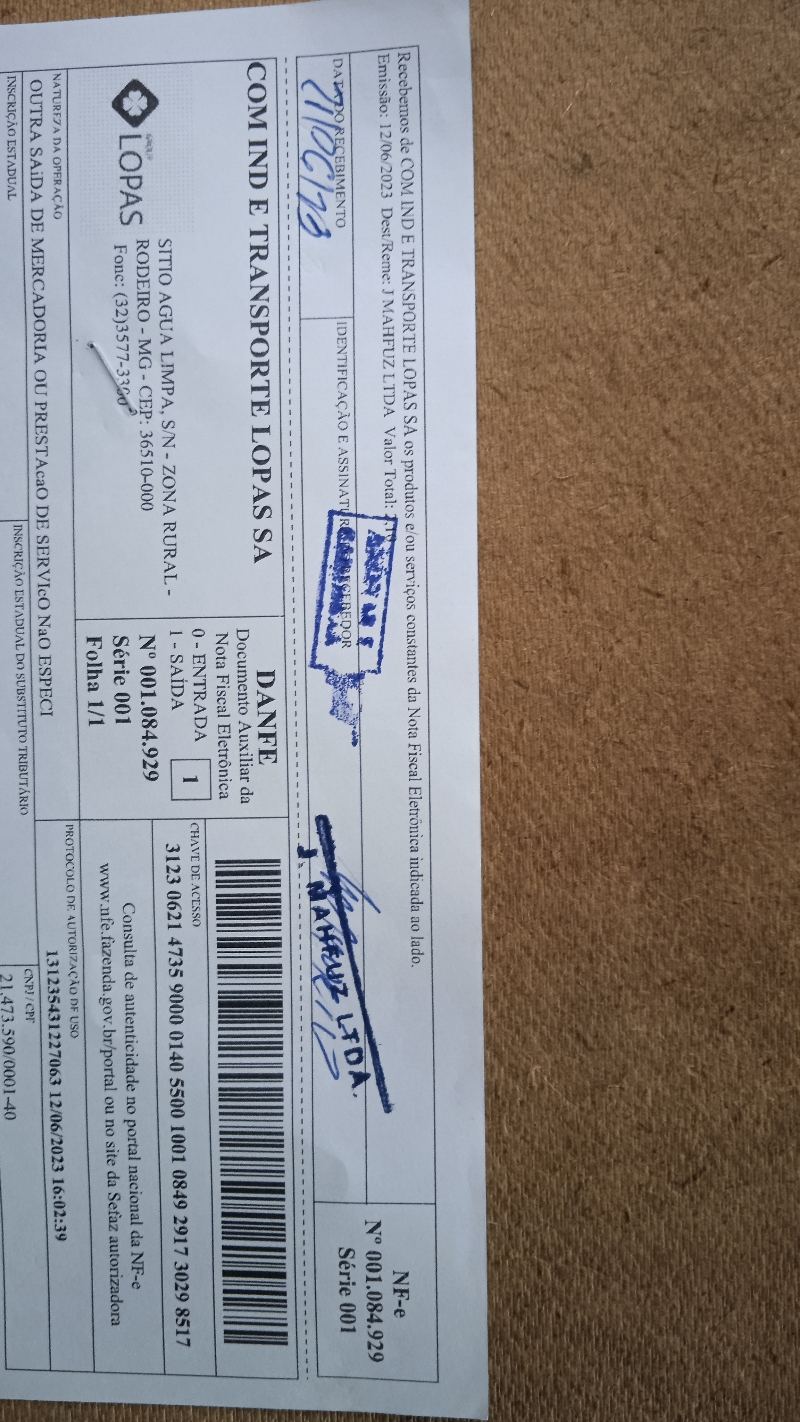 Recebemos de COM IND E TRANSPORTE LOPAS SA os produtos e/ou serviços constantes da Nota Fiscal Eletrônica indicada ao lado.
Emissão: 12/06/2023 Dest/Reme: J MAHFUZ LTDA Valor Total:
NF-e
Nº 001.084.929
Série 001
DATA DO RECEBIMENTO
IDENTIFICAÇÃO E ASSINATURA RECEBEDOR
J. MAHFUZ LTDA.
COM IND E TRANSPORTE LOPAS SA
GRUPO
LOPAS
SITIO AGUA LIMPA, S/N - ZONA RURAL -
RODEIRO - MG - CEP: 36510-000
Fone: (32)3577-3300
DANFE
Documento Auxiliar da
Nota Fiscal Eletrônica
0 - ENTRADA
1 - SAÍDA
1
Nº 001.084.929
Série 001
Folha 1/1
CHAVE DE ACESSO
3123 0621 4735 9000 0140 5500 1001 0849 2917 3029 8517
Consulta de autenticidade no portal nacional da NF-e
www.nfe.fazenda.gov.br/portal ou no site da Sefaz autorizadora
NATUREZA DA OPERAÇÃO
OUTRA SAíDA DE MERCADORIA OU PRESTAcaO DE SERVIcO NaO ESPECI
PROTOCOLO DE AUTORIZAÇÃO DE USO
131235431227063 12/06/2023 16:02:39
INSCRIÇÃO ESTADUAL
INSCRIÇÃO ESTADUAL DO SUBSTITUTO TRIBUTÁRIO
CNPJ / CPF
21.473.590/0001-40